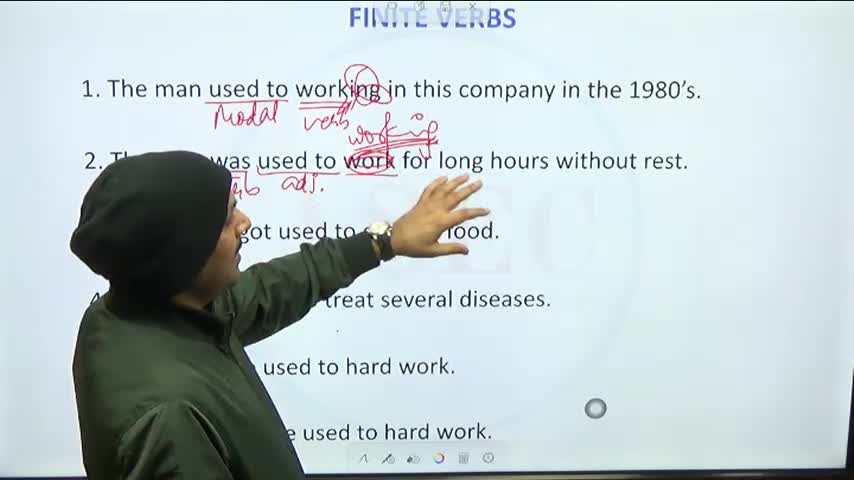 FINITE VERBS
1. The man used to working in this company in the 1980's.
Modal verb working
2. was used to work for long hours without rest.
adj.
got used to food.
treat several diseases.
used to hard work.
used to hard work.